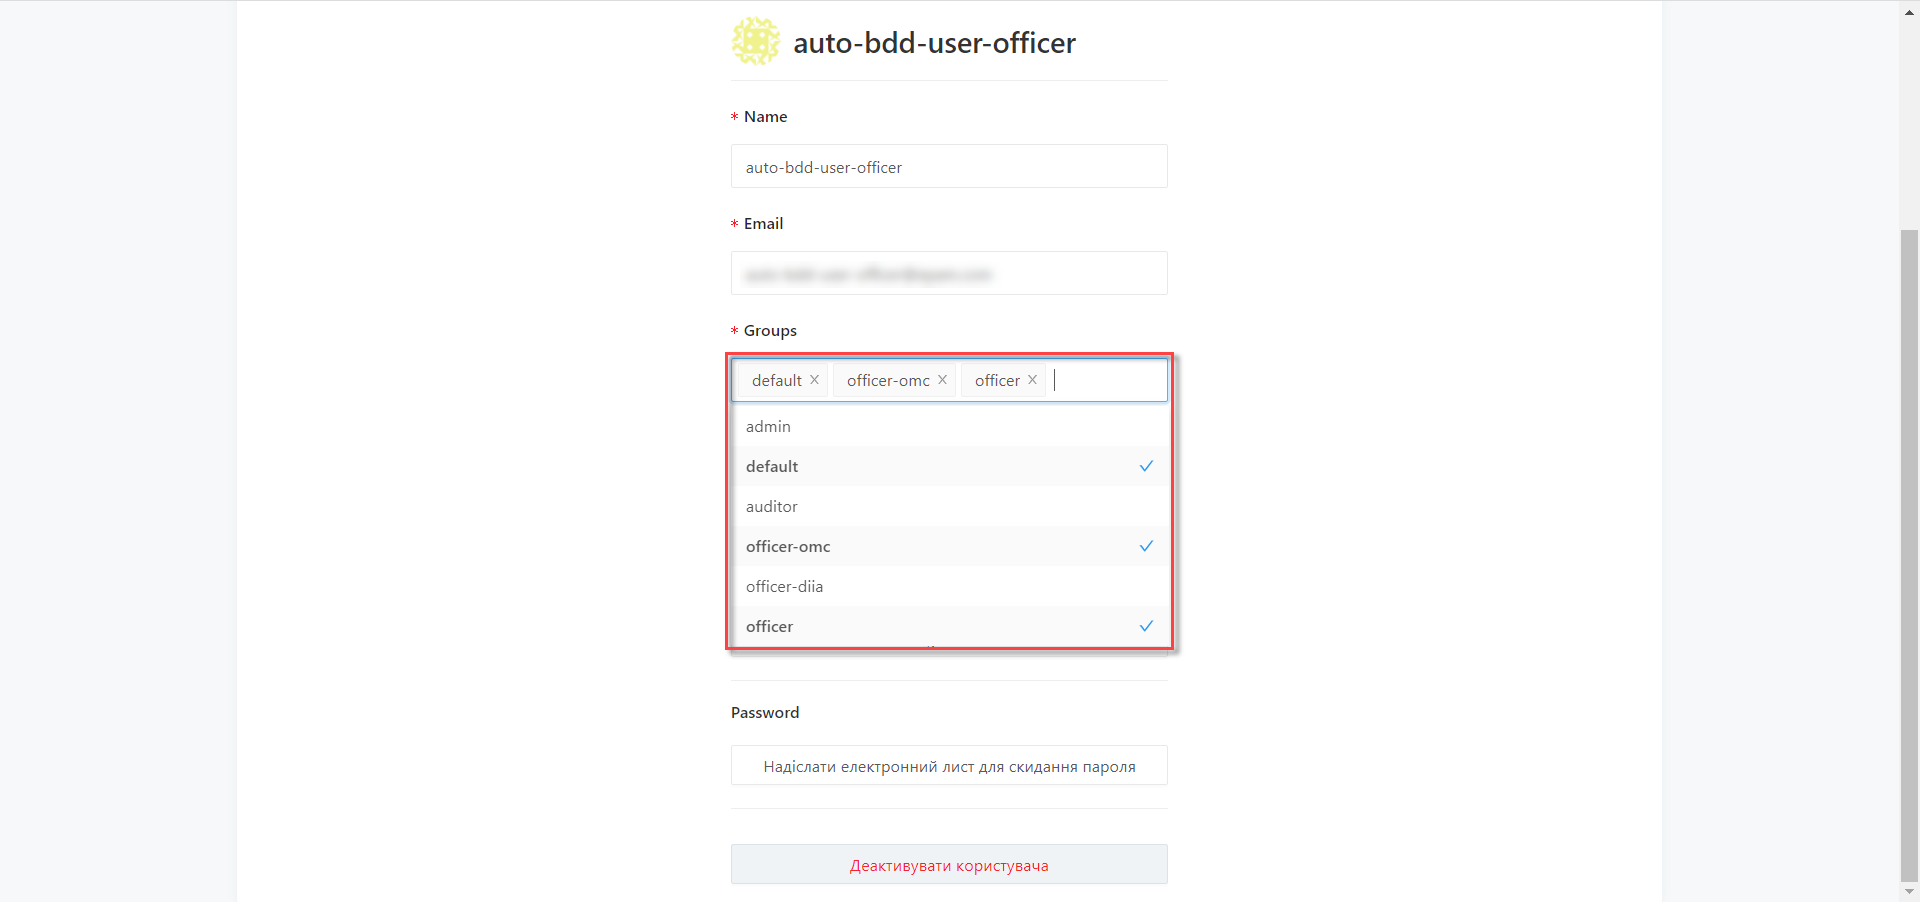 auto-bdd-user-officer
* Name
auto-bdd-user-officer
* Email
* Groups
default officer-omc officer
admin
default
auditor
officer-omc
officer-diia
officer
Password
Надіслати електронний лист для скидання пароля
Деактивувати користувача